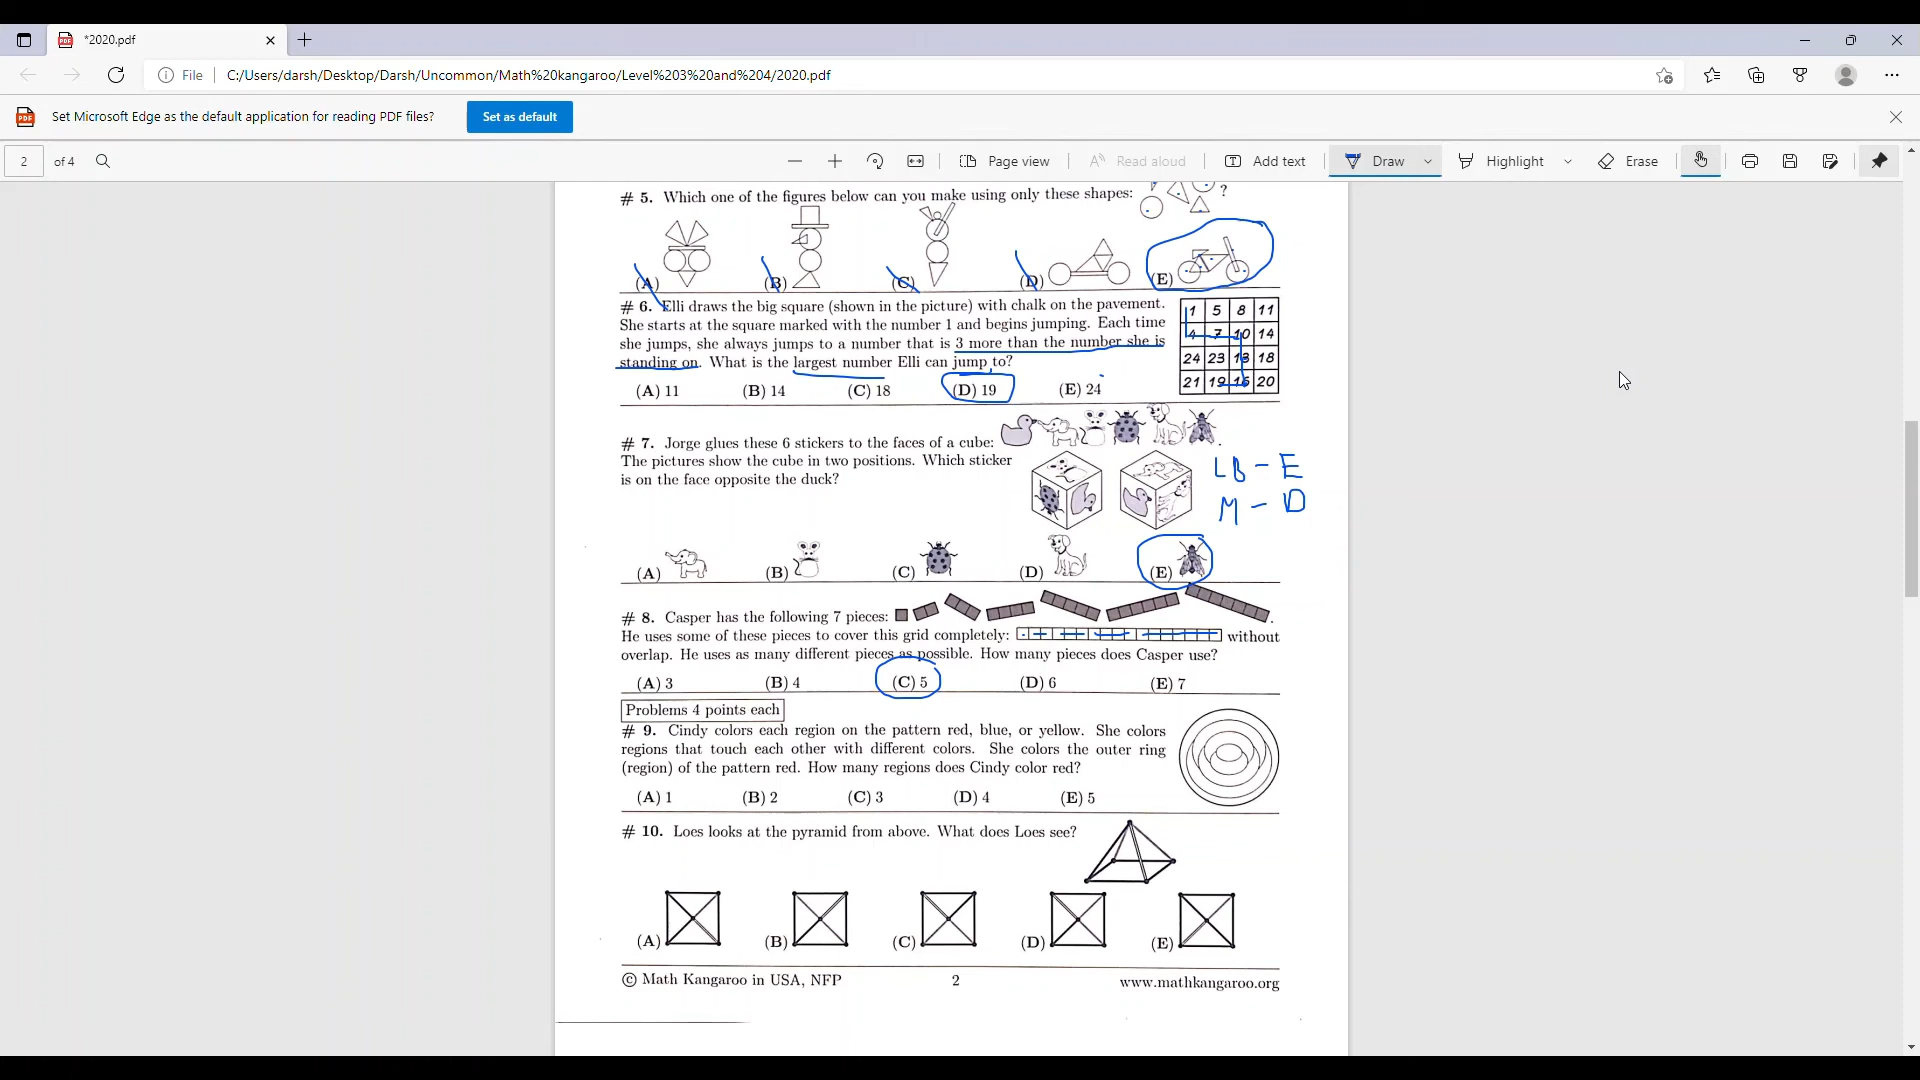 *2020.pdf
File
C:/Users/darsh/Desktop/Darsh/Uncommon/Math%20kangaroo/Level%203%20and%204/2020.pdf
Set Microsoft Edge as the default application for reading PDF files?
Set as default
2 of 4
Page view
Read aloud
Add text
Draw
Highlight
Erase
# 5. Which one of the figures below can you make using only these shapes: ?
(A) (B) (C) (D) (E)
# 6. Elli draws the big square (shown in the picture) with chalk on the pavement.
She starts at the square marked with the number 1 and begins jumping. Each time
she jumps, she always jumps to a number that is 3 more than the number she is
standing on. What is the largest number Elli can jump to?
1 5 8 11
4 7 10 14
24 23 13 18
21 19 16 20
(A) 11 (B) 14 (C) 18 (D) 19 (E) 24
# 7. Jorge glues these 6 stickers to the faces of a cube: .
The pictures show the cube in two positions. Which sticker
is on the face opposite the duck?
LB - E
M - D
(A) (B) (C) (D) (E)
# 8. Casper has the following 7 pieces: .
He uses some of these pieces to cover this grid completely: without
overlap. He uses as many different pieces as possible. How many pieces does Casper use?
(A) 3 (B) 4 (C) 5 (D) 6 (E) 7
Problems 4 points each
# 9. Cindy colors each region on the pattern red, blue, or yellow. She colors
regions that touch each other with different colors. She colors the outer ring
(region) of the pattern red. How many regions does Cindy color red?
(A) 1 (B) 2 (C) 3 (D) 4 (E) 5
# 10. Loes looks at the pyramid from above. What does Loes see?
(A) (B) (C) (D) (E)
© Math Kangaroo in USA, NFP 2 www.mathkangaroo.org